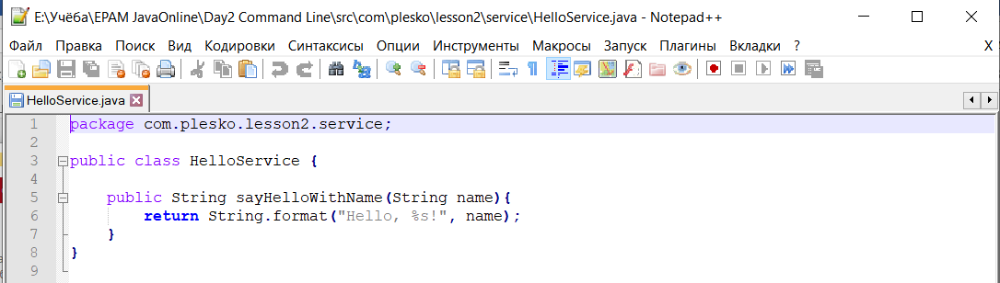 E:\Учёба\EPAM JavaOnline\Day2 Command Line\src\com\plesko\lesson2\service\HelloService.java - Notepad++
Файл Правка Поиск Вид Кодировки Синтаксисы Опции Инструменты Макросы Запуск Плагины Вкладки ? X
HelloService.java
1 package com.plesko.lesson2.service;
2
3 public class HelloService {
4
5 public String sayHelloWithName(String name){
6 return String.format("Hello, %s!", name);
7 }
8 }
9